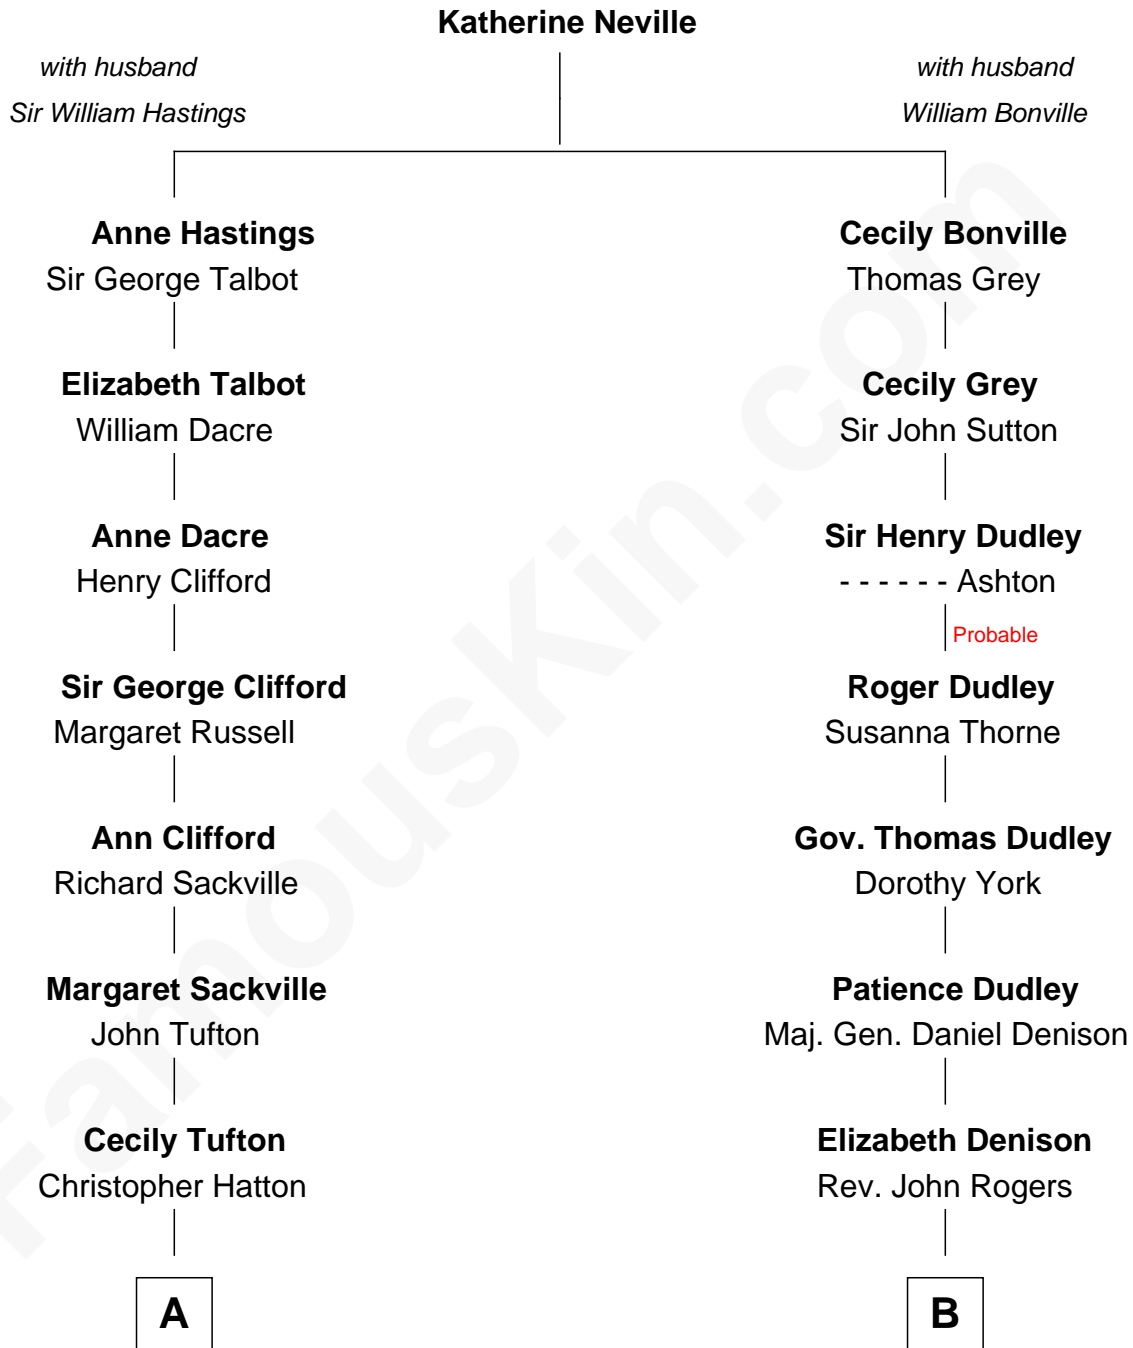 Katherine Neville
with husband
Sir William Hastings
with husband
William Bonville
Anne Hastings
Sir George Talbot
Cecily Bonville
Thomas Grey
Elizabeth Talbot
William Dacre
Cecily Grey
Sir John Sutton
Anne Dacre
Henry Clifford
Sir Henry Dudley
- - - - - - Ashton
Probable
Sir George Clifford
Margaret Russell
Roger Dudley
Susanna Thorne
Ann Clifford
Richard Sackville
Gov. Thomas Dudley
Dorothy York
Margaret Sackville
John Tufton
Patience Dudley
Maj. Gen. Daniel Denison
Cecily Tufton
Christopher Hatton
Elizabeth Denison
Rev. John Rogers
A
B
FamousKin.com